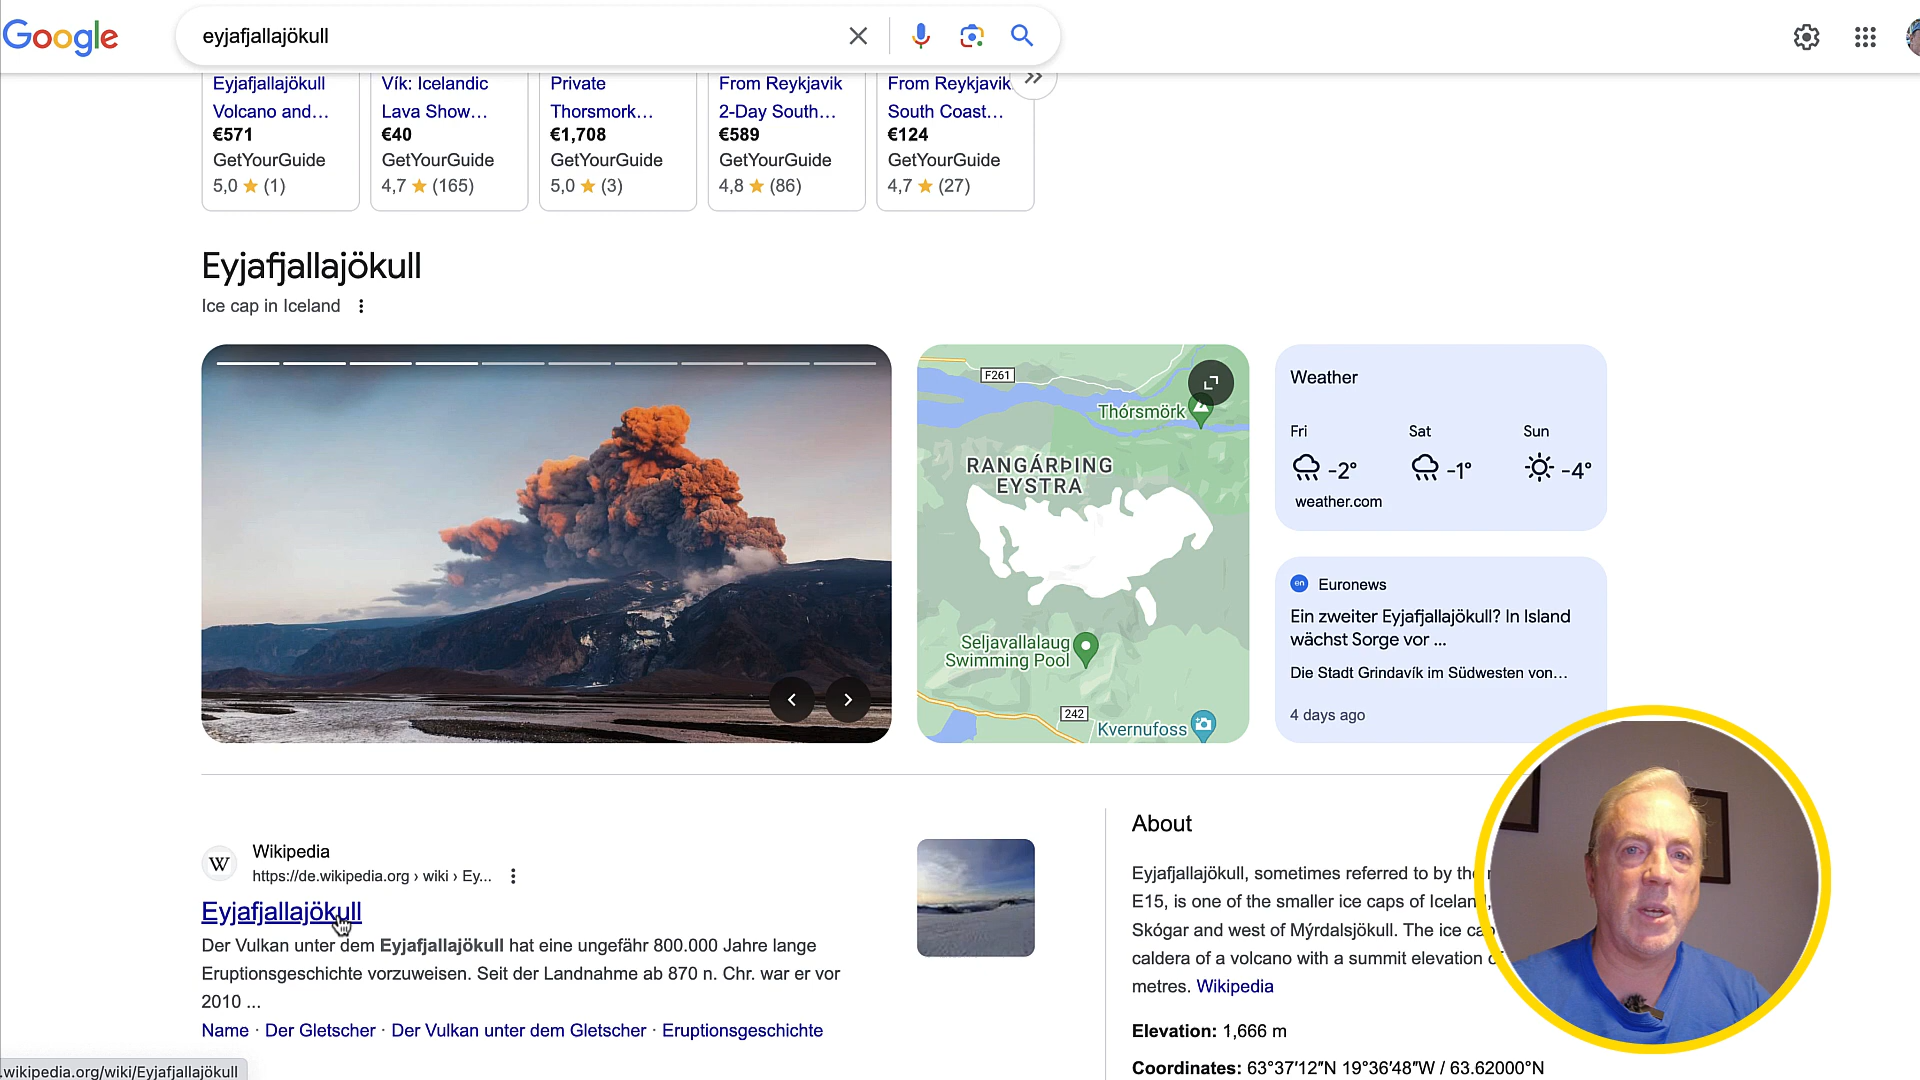 Google
eyjafjallajökull
Eyjafjallajökull
Volcano and...
€571
GetYourGuide
5,0 (1)
Vík: Icelandic
Lava Show...
€40
GetYourGuide
4,7 (165)
Private
Thorsmork...
€1,708
GetYourGuide
5,0 (3)
From Reykjavik
2-Day South...
€589
GetYourGuide
4,8 (86)
From Reykjavik
South Coast...
€124
GetYourGuide
4,7 (27)
Eyjafjallajökull
Ice cap in Iceland
F261
Thórsmörk
RANGÁRÞING
EYSTRA
Seljavallalaug
Swimming Pool
242
Kvernufoss
Weather
Fri Sat Sun
-2° -1° -4°
weather.com
en Euronews
Ein zweiter Eyjafjallajökull? In Island
wächst Sorge vor ...
Die Stadt Grindavík im Südwesten von...
4 days ago
W
Wikipedia
https://de.wikipedia.org › wiki › Ey...
Eyjafjallajökull
Der Vulkan unter dem Eyjafjallajökull hat eine ungefähr 800.000 Jahre lange
Eruptionsgeschichte vorzuweisen. Seit der Landnahme ab 870 n. Chr. war er vor
2010 ...
Name · Der Gletscher · Der Vulkan unter dem Gletscher · Eruptionsgeschichte
About
Eyjafjallajökull, sometimes referred to by the
E15, is one of the smaller ice caps of Iceland,
Skógar and west of Mýrdalsjökull. The ice
caldera of a volcano with a summit elevation
metres. Wikipedia
Elevation: 1,666 m
Coordinates: 63°37′12″N 19°36′48″W / 63.62000°N
.wikipedia.org/wiki/Eyjafjallajökull